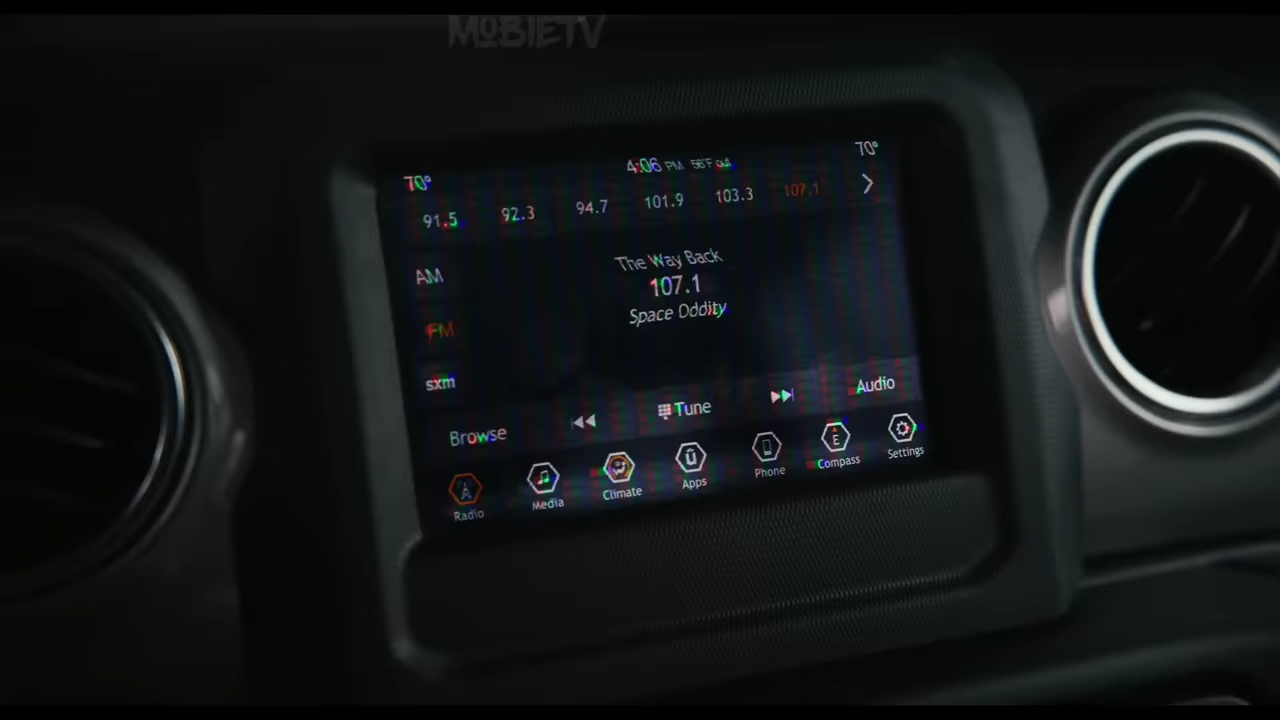 MOBIETV
70° 4:06 PM 56°F out 70°
91.5 92.3 94.7 101.9 103.3 107.1
AM
The Way Back
107.1
Space Oddity
FM
sxm
Browse Tune Audio
Radio Media Climate Apps Phone Compass Settings
E